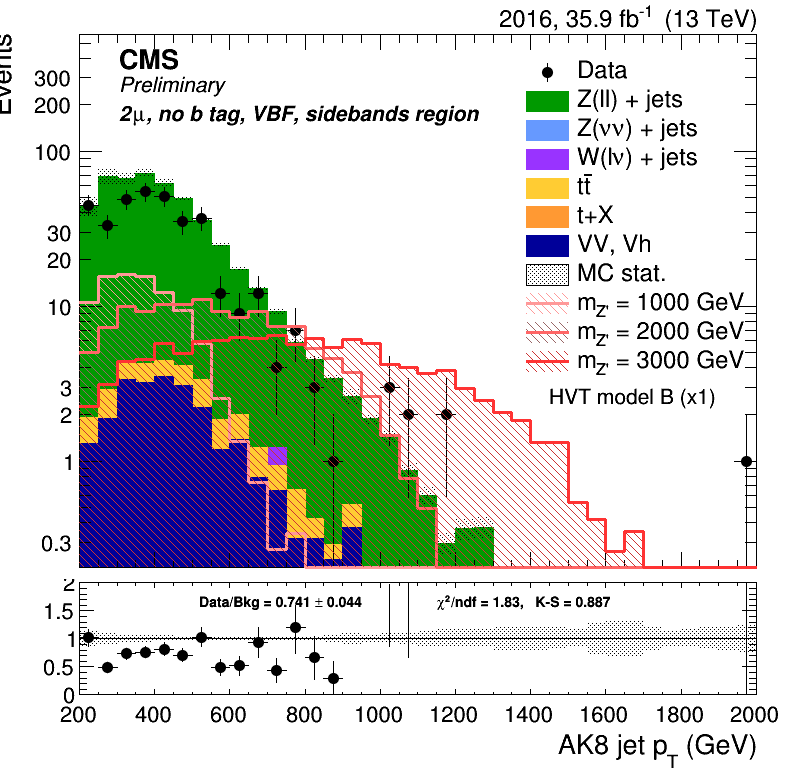 2016, 35.9 fb⁻¹ (13 TeV)
Events
CMS
Preliminary
2μ, no b tag, VBF, sidebands region
Data
Z(ll) + jets
Z(νν) + jets
W(lν) + jets
tt̄
t+X
VV, Vh
MC stat.
m_Z' = 1000 GeV
m_Z' = 2000 GeV
m_Z' = 3000 GeV
HVT model B (x1)
300
200
100
30
20
10
3
2
1
0.3
Data/Bkg = 0.741 ± 0.044
χ²/ndf = 1.83, K-S = 0.887
2
1.5
1
0.5
0
200 400 600 800 1000 1200 1400 1600 1800 2000
AK8 jet p_T (GeV)